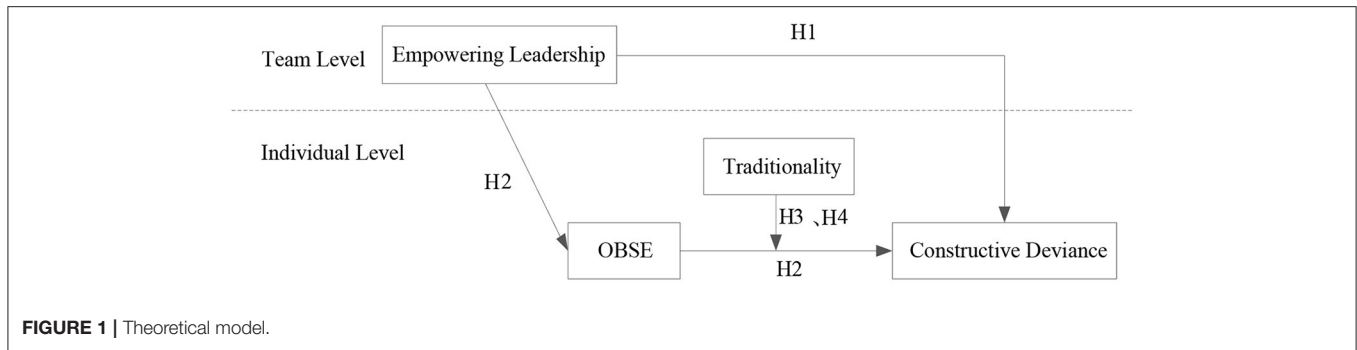 H1
Team Level
Empowering Leadership
Individual Level
Traditionality
H2
H3 、H4
OBSE
Constructive Deviance
H2
FIGURE 1 | Theoretical model.